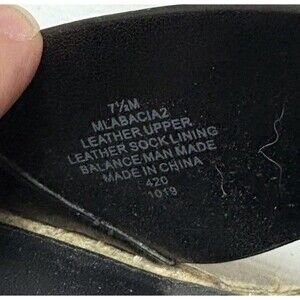 7½M
MLABACIA2
LEATHER UPPER
LEATHER SOCK LINING
BALANCE MAN MADE
MADE IN CHINA
420
1019